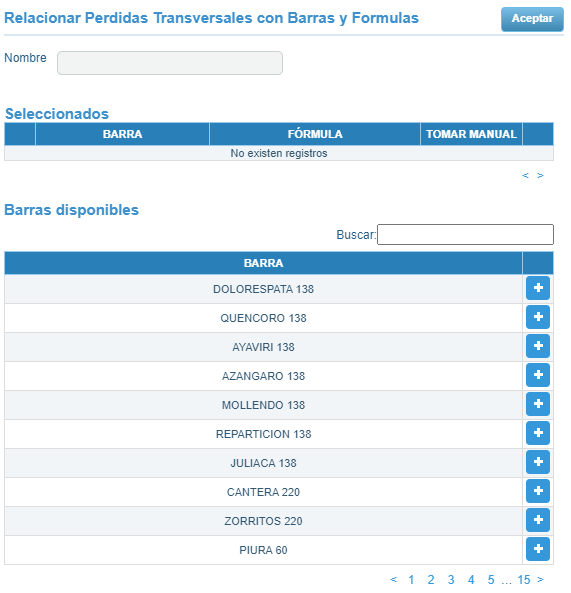 Relacionar Perdidas Transversales con Barras y Formulas Aceptar
Nombre
Seleccionados
BARRA FÓRMULA TOMAR MANUAL
No existen registros
< >
Barras disponibles
Buscar:
BARRA
DOLORESPATA 138
QUENCORO 138
AYAVIRI 138
AZANGARO 138
MOLLENDO 138
REPARTICION 138
JULIACA 138
CANTERA 220
ZORRITOS 220
PIURA 60
< 1 2 3 4 5 ... 15 >